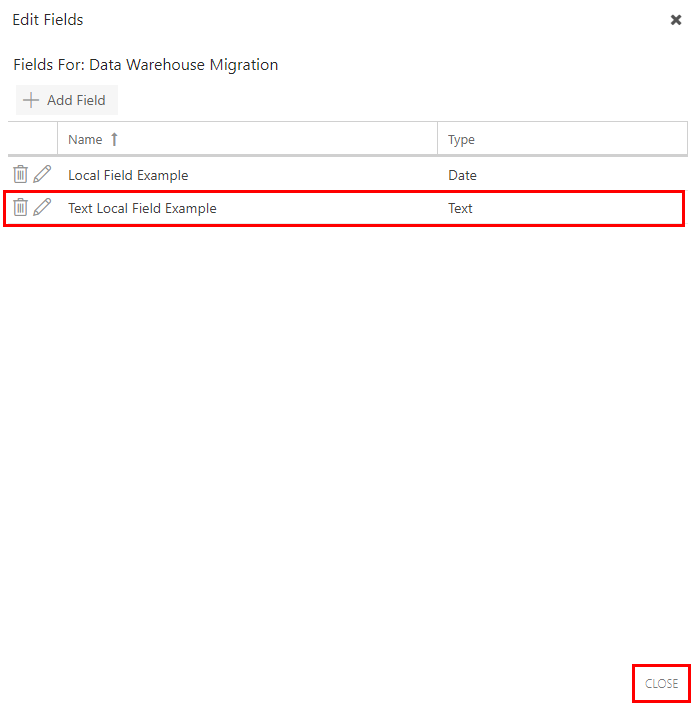 Edit Fields
Fields For: Data Warehouse Migration
Add Field
Name Type
Local Field Example Date
Text Local Field Example Text
CLOSE